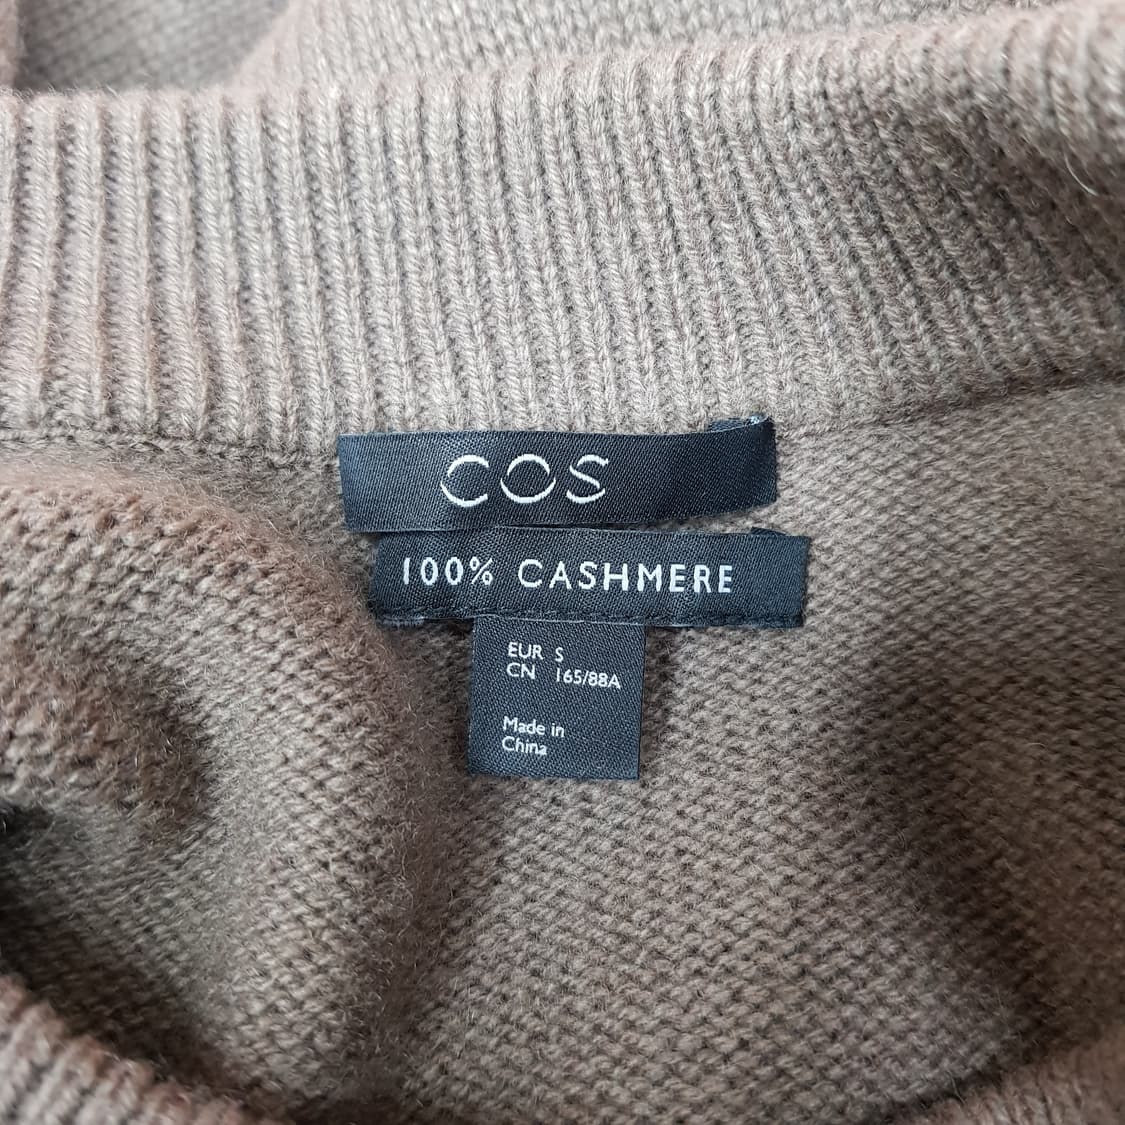 COS
100% CASHMERE
EUR S
CN 165/88A
Made in
China